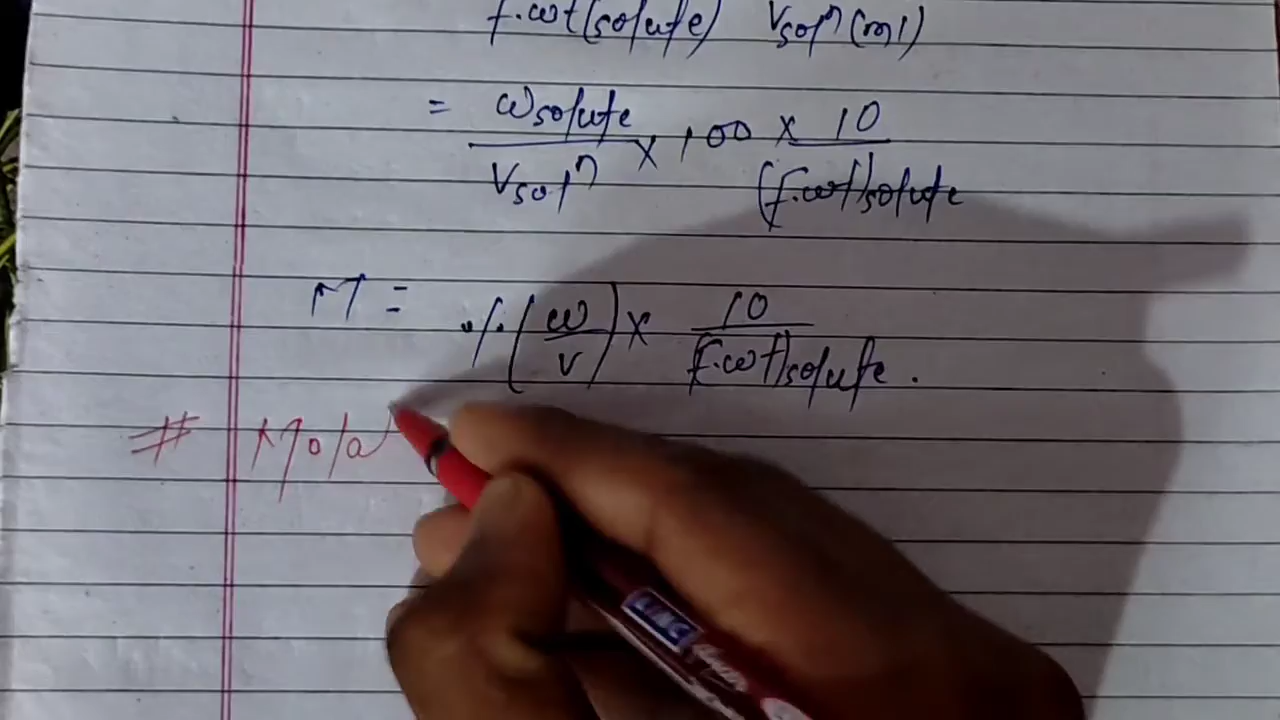 f.wt(solute) Vsolⁿ(ml)
= Wsolute / Vsolⁿ × 100 × 10 / (F.wt)solute
M = % (w/v) × 10 / (F.wt)solute .
# Mola